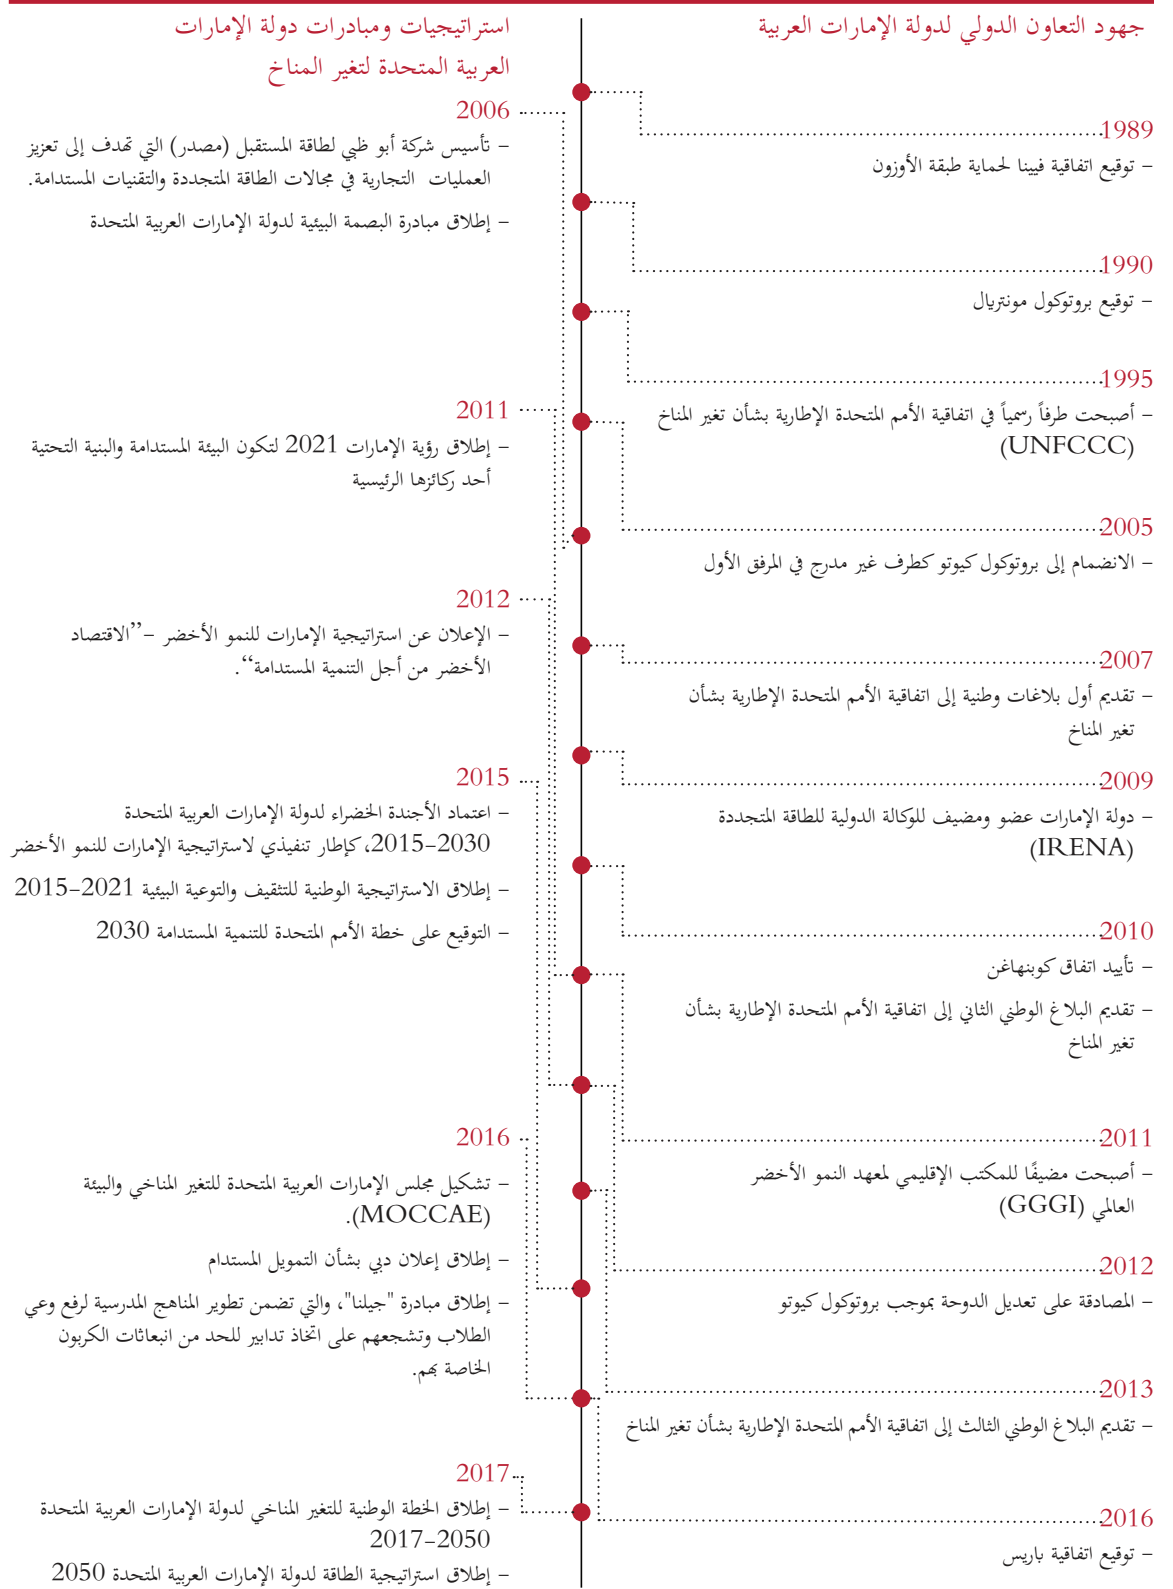 جهود التعاون الدولي لدولة الإمارات العربية
1989
– توقيع اتفاقية فيينا لحماية طبقة الأوزون
1990
– توقيع بروتوكول مونتريال
1995
– أصبحت طرفاً رسمياً في اتفاقية الأمم المتحدة الإطارية بشأن تغير المناخ
(UNFCCC)
2005
– الانضمام إلى بروتوكول كيوتو كطرف غير مدرج في المرفق الأول
2007
– تقديم أول بلاغات وطنية إلى اتفاقية الأمم المتحدة الإطارية بشأن
تغير المناخ
2009
– دولة الإمارات عضو ومضيف للوكالة الدولية للطاقة المتجددة
(IRENA)
2010
– تأييد اتفاق كوبنهاغن
– تقديم البلاغ الوطني الثاني إلى اتفاقية الأمم المتحدة الإطارية بشأن
تغير المناخ
2011
– أصبحت مضيفًا للمكتب الإقليمي لمعهد النمو الأخضر
العالمي (GGGI)
2012
– المصادقة على تعديل الدوحة بموجب بروتوكول كيوتو
2013
– تقديم البلاغ الوطني الثالث إلى اتفاقية الأمم المتحدة الإطارية بشأن تغير المناخ
2016
– توقيع اتفاقية باريس
استراتيجيات ومبادرات دولة الإمارات
العربية المتحدة لتغير المناخ
2006
– تأسيس شركة أبو ظبي لطاقة المستقبل (مصدر) التي تهدف إلى تعزيز
العمليات التجارية في مجالات الطاقة المتجددة والتقنيات المستدامة.
– إطلاق مبادرة البصمة البيئية لدولة الإمارات العربية المتحدة
2011
– إطلاق رؤية الإمارات 2021 لتكون البيئة المستدامة والبنية التحتية
أحد ركائزها الرئيسية
2012
– الإعلان عن استراتيجية الإمارات للنمو الأخضر –’’الاقتصاد
الأخضر من أجل التنمية المستدامة‘‘.
2015
– اعتماد الأجندة الخضراء لدولة الإمارات العربية المتحدة
2015-2030، كإطار تنفيذي لاستراتيجية الإمارات للنمو الأخضر
– إطلاق الاستراتيجية الوطنية للتثقيف والتوعية البيئية 2021-2015
– التوقيع على خطة الأمم المتحدة للتنمية المستدامة 2030
2016
– تشكيل مجلس الإمارات العربية المتحدة للتغير المناخي والبيئة
(MOCCAE).
– إطلاق إعلان دبي بشأن التمويل المستدام
– إطلاق مبادرة "جيلنا"، والتي تضمن تطوير المناهج المدرسية لرفع وعي
الطلاب وتشجعهم على اتخاذ تدابير للحد من انبعاثات الكربون
الخاصة بهم.
2017
– إطلاق الخطة الوطنية للتغير المناخي لدولة الإمارات العربية المتحدة
2017-2050
– إطلاق استراتيجية الطاقة لدولة الإمارات العربية المتحدة 2050